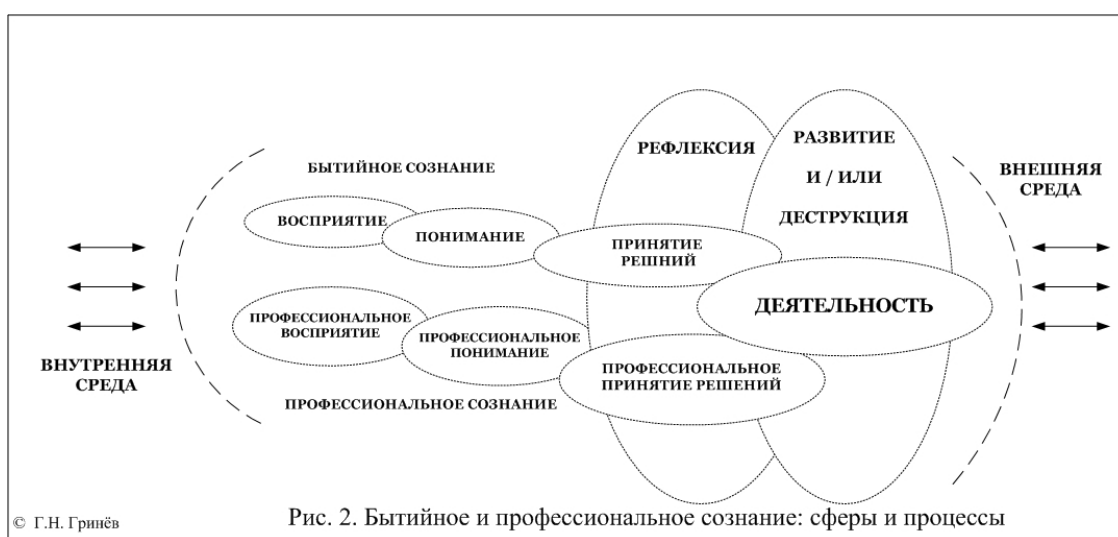 РЕФЛЕКСИЯ
РАЗВИТИЕ
И / ИЛИ
ДЕСТРУКЦИЯ
ВНЕШНЯЯ
СРЕДА
БЫТИЙНОЕ СОЗНАНИЕ
ВОСПРИЯТИЕ
ПОНИМАНИЕ
ПРИНЯТИЕ
РЕШНИЙ
ДЕЯТЕЛЬНОСТЬ
ПРОФЕССИОНАЛЬНОЕ
ВОСПРИЯТИЕ
ПРОФЕССИОНАЛЬНОЕ
ПОНИМАНИЕ
ПРОФЕССИОНАЛЬНОЕ
ПРИНЯТИЕ РЕШЕНИЙ
ВНУТРЕННЯЯ
СРЕДА
ПРОФЕССИОНАЛЬНОЕ СОЗНАНИЕ
© Г.Н. Гринёв
Рис. 2. Бытийное и профессиональное сознание: сферы и процессы